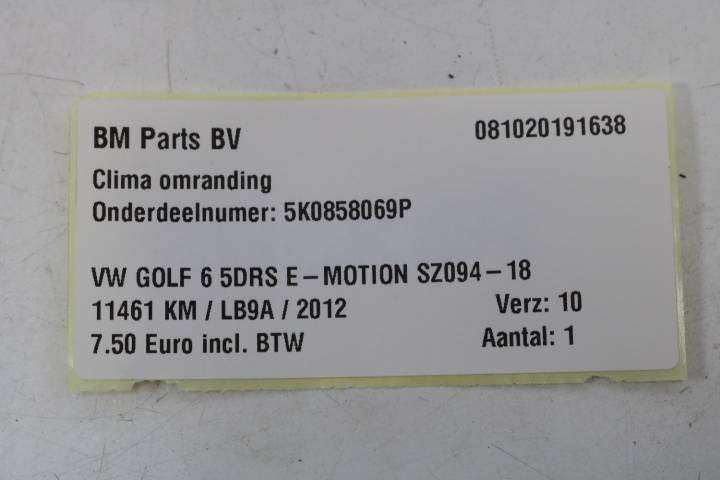 BM Parts BV 081020191638
Clima omranding
Onderdeelnumer: 5K0858069P
VW GOLF 6 5DRS E-MOTION SZ094-18
11461 KM / LB9A / 2012 Verz: 10
7.50 Euro incl. BTW Aantal: 1